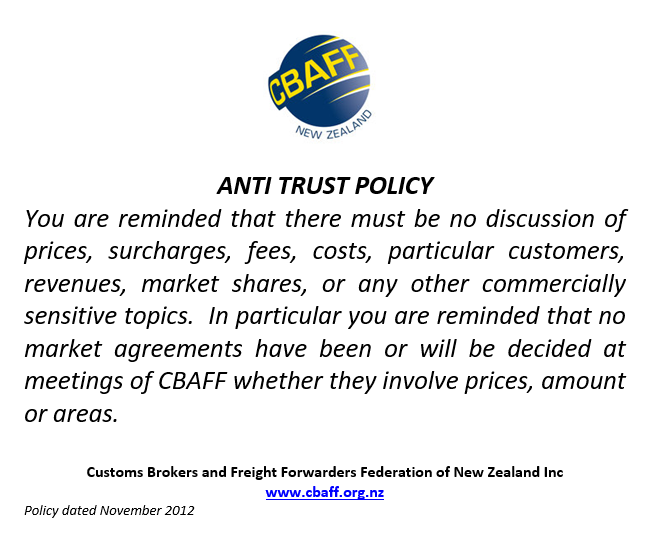 CBAFF
NEW ZEALAND
ANTI TRUST POLICY
You are reminded that there must be no discussion of
prices, surcharges, fees, costs, particular customers,
revenues, market shares, or any other commercially
sensitive topics.  In particular you are reminded that no
market agreements have been or will be decided at
meetings of CBAFF whether they involve prices, amount
or areas.
Customs Brokers and Freight Forwarders Federation of New Zealand Inc
www.cbaff.org.nz
Policy dated November 2012